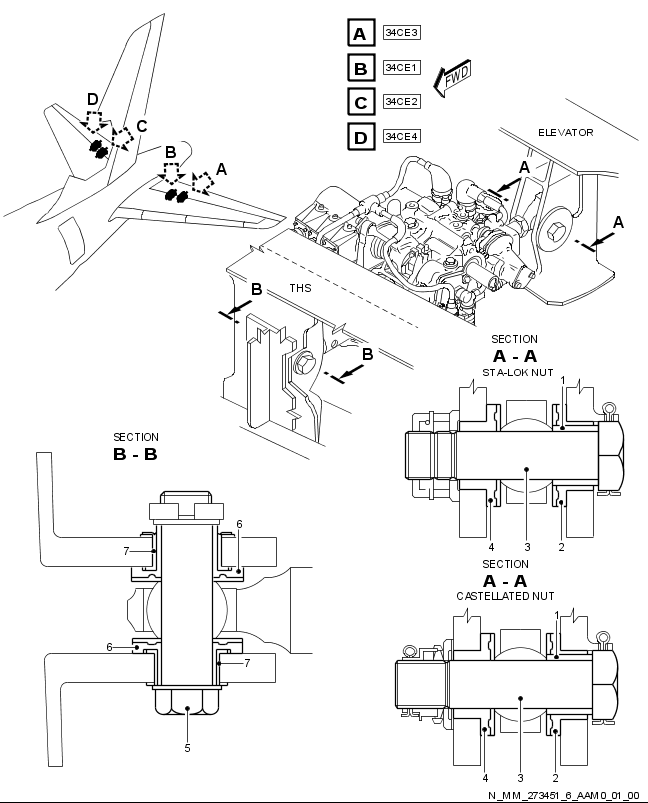 A 34CE3
B 34CE1
C 34CE2
D 34CE4
FWD
D
C
B
A
ELEVATOR
A
A
THS
B
B
SECTION
A - A
STA-LOK NUT
1
4
3
2
SECTION
B - B
6
7
6
7
5
SECTION
A - A
CASTELLATED NUT
1
4
3
2
N_MM_273451_6_AAM0_01_00